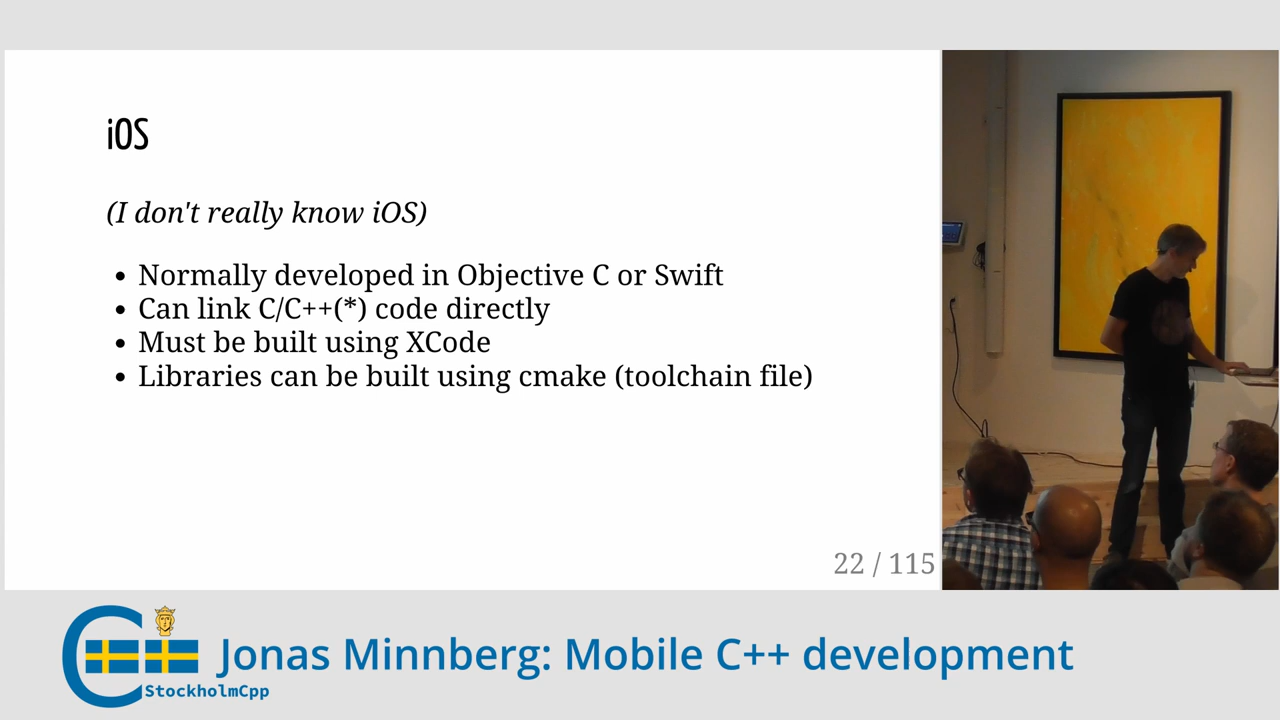 iOS
(I don't really know iOS)
• Normally developed in Objective C or Swift
• Can link C/C++(*) code directly
• Must be built using XCode
• Libraries can be built using cmake (toolchain file)
22 / 115
Jonas Minnberg: Mobile C++ development
C++
StockholmCpp